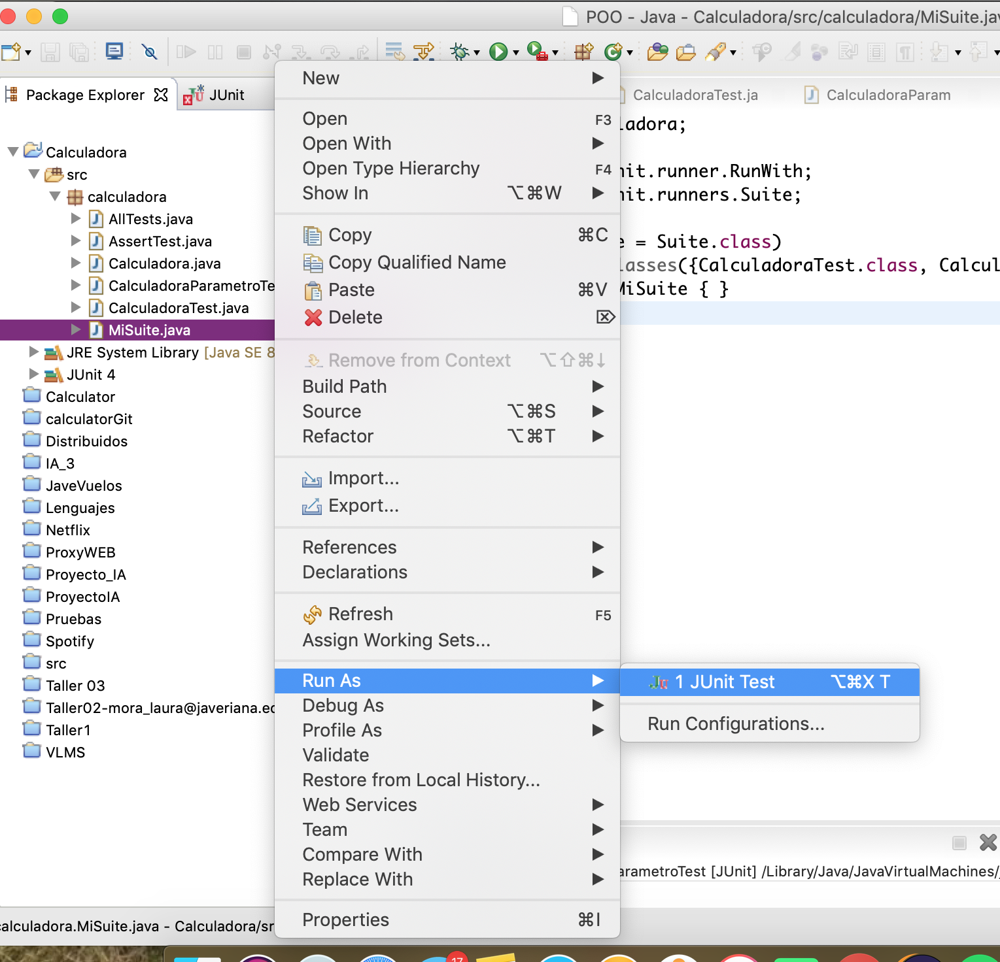 POO - Java - Calculadora/src/calculadora/MiSuite.jav
Package Explorer
JUnit
CalculadoraTest.ja
CalculadoraParam
Calculadora
src
calculadora
AllTests.java
AssertTest.java
Calculadora.java
CalculadoraParametroTe
CalculadoraTest.java
MiSuite.java
JRE System Library [Java SE 8
JUnit 4
Calculator
calculatorGit
Distribuidos
IA_3
JaveVuelos
Lenguajes
Netflix
ProxyWEB
Proyecto_IA
ProyectoIA
Pruebas
Spotify
src
Taller 03
Taller02-mora_laura@javeriana.ed
Taller1
VLMS
New
Open F3
Open With
Open Type Hierarchy F4
Show In ⌥⌘W
Copy ⌘C
Copy Qualified Name
Paste ⌘V
Delete ⌦
Remove from Context ⌥⇧⌘↓
Build Path
Source ⌥⌘S
Refactor ⌥⌘T
Import...
Export...
References
Declarations
Refresh F5
Assign Working Sets...
Run As
Debug As
Profile As
Validate
Restore from Local History...
Web Services
Team
Compare With
Replace With
Properties ⌘I
1 JUnit Test ⌥⌘X T
Run Configurations...
ladora;
nit.runner.RunWith;
nit.runners.Suite;
e = Suite.class)
lasses({CalculadoraTest.class, Calcul
MiSuite { }
arametroTest [JUnit] /Library/Java/JavaVirtualMachines/
calculadora.MiSuite.java - Calculadora/sr
17